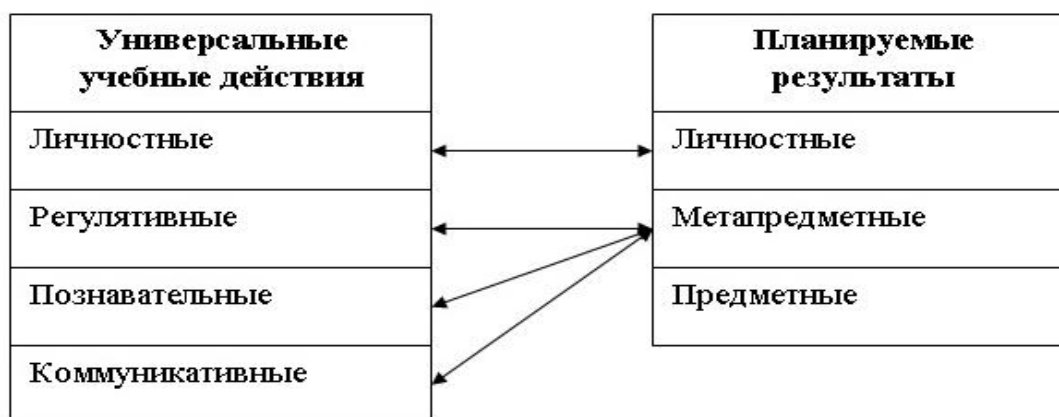 Универсальные
учебные действия
Личностные
Регулятивные
Познавательные
Коммуникативные
Планируемые
результаты
Личностные
Метапредметные
Предметные